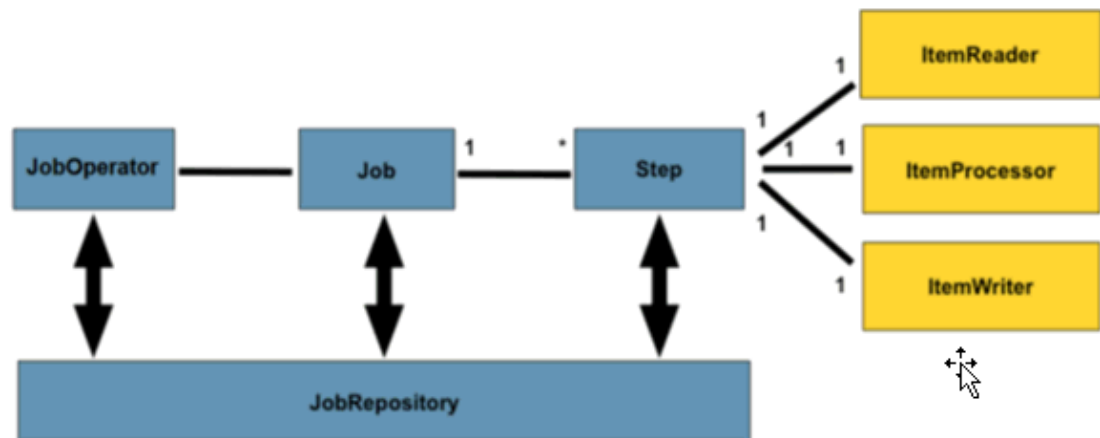 ItemReader
1
1
JobOperator
Job
1
*
Step
1
1
ItemProcessor
1
1
ItemWriter
JobRepository